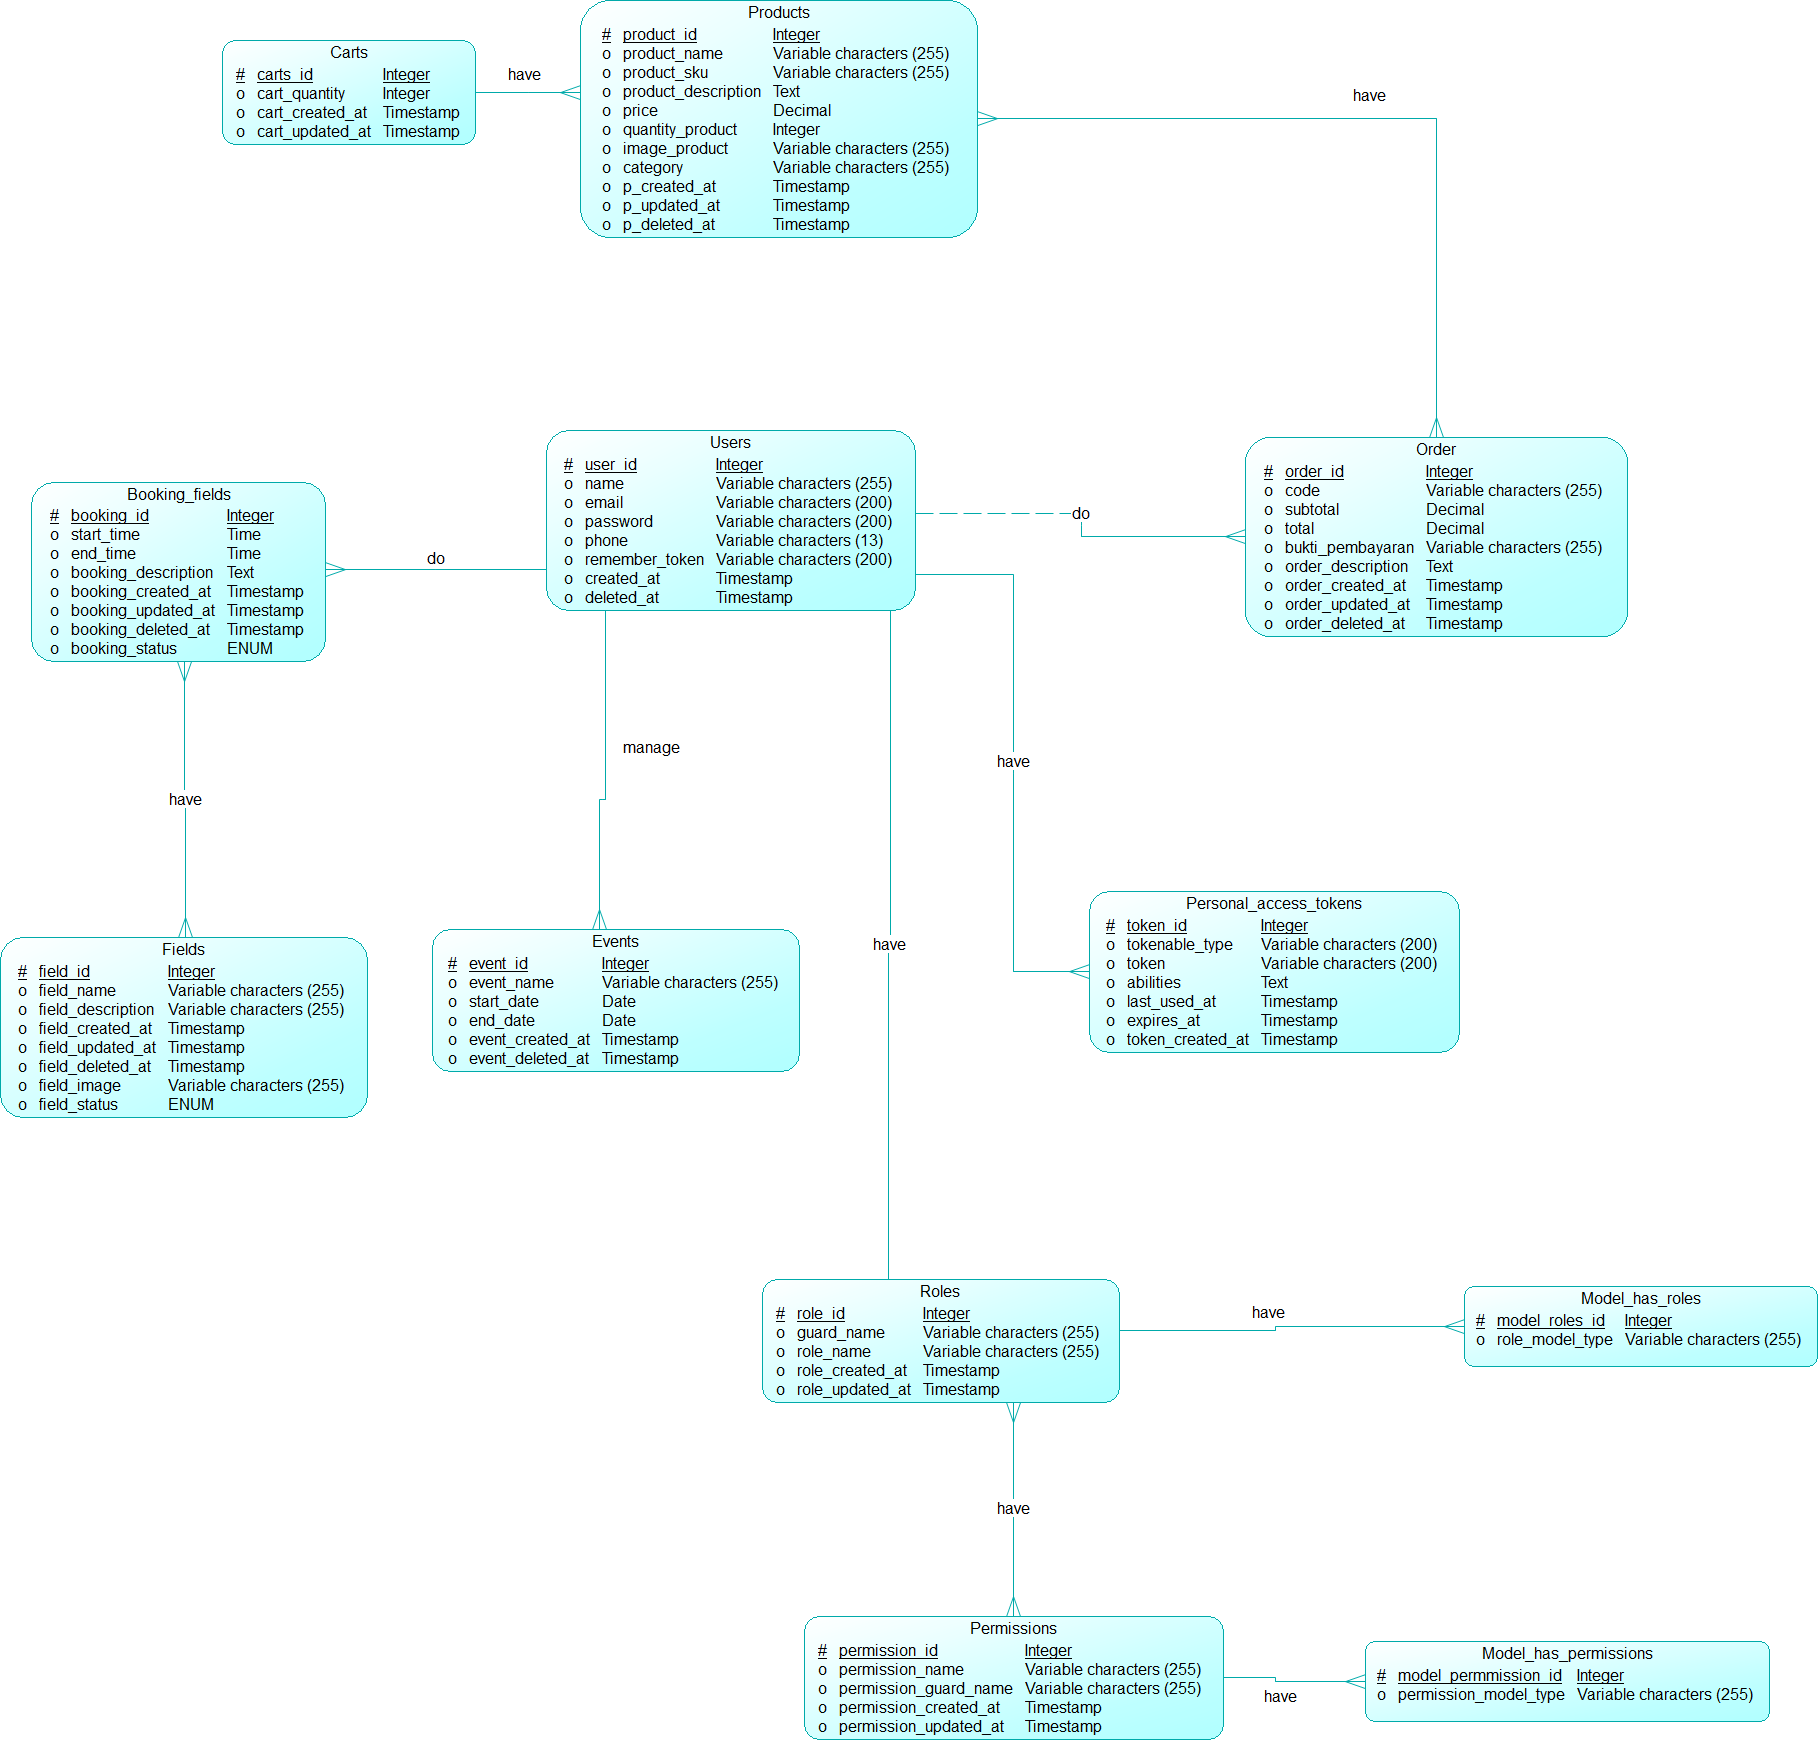 Products
# product_id Integer
o product_name Variable characters (255)
o product_sku Variable characters (255)
o product_description Text
o price Decimal
o quantity_product Integer
o image_product Variable characters (255)
o category Variable characters (255)
o p_created_at Timestamp
o p_updated_at Timestamp
o p_deleted_at Timestamp
Carts
# carts_id Integer
o cart_quantity Integer
o cart_created_at Timestamp
o cart_updated_at Timestamp
have
have
Users
# user_id Integer
o name Variable characters (255)
o email Variable characters (200)
o password Variable characters (200)
o phone Variable characters (13)
o remember_token Variable characters (200)
o created_at Timestamp
o deleted_at Timestamp
Order
# order_id Integer
o code Variable characters (255)
o subtotal Decimal
o total Decimal
o bukti_pembayaran Variable characters (255)
o order_description Text
o order_created_at Timestamp
o order_updated_at Timestamp
o order_deleted_at Timestamp
Booking_fields
# booking_id Integer
o start_time Time
o end_time Time
o booking_description Text
o booking_created_at Timestamp
o booking_updated_at Timestamp
o booking_deleted_at Timestamp
o booking_status ENUM
do
do
manage
have
have
have
Fields
# field_id Integer
o field_name Variable characters (255)
o field_description Variable characters (255)
o field_created_at Timestamp
o field_updated_at Timestamp
o field_deleted_at Timestamp
o field_image Variable characters (255)
o field_status ENUM
Events
# event_id Integer
o event_name Variable characters (255)
o start_date Date
o end_date Date
o event_created_at Timestamp
o event_deleted_at Timestamp
Personal_access_tokens
# token_id Integer
o tokenable_type Variable characters (200)
o token Variable characters (200)
o abilities Text
o last_used_at Timestamp
o expires_at Timestamp
o token_created_at Timestamp
Roles
# role_id Integer
o guard_name Variable characters (255)
o role_name Variable characters (255)
o role_created_at Timestamp
o role_updated_at Timestamp
have
Model_has_roles
# model_roles_id Integer
o role_model_type Variable characters (255)
have
Permissions
# permission_id Integer
o permission_name Variable characters (255)
o permission_guard_name Variable characters (255)
o permission_created_at Timestamp
o permission_updated_at Timestamp
have
Model_has_permissions
# model_permmission_id Integer
o permission_model_type Variable characters (255)